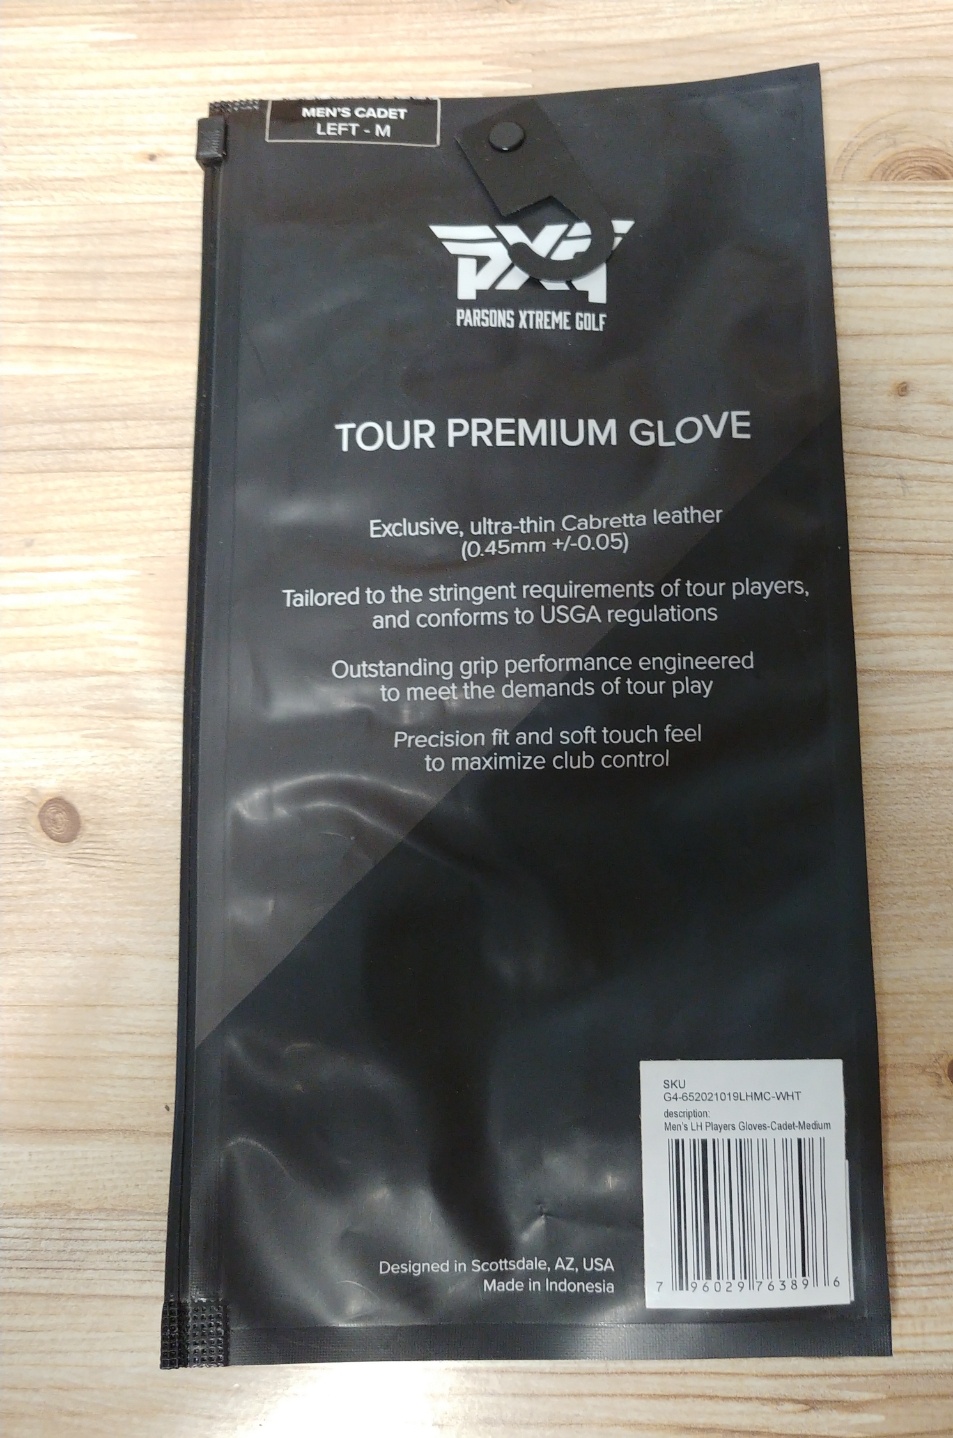 MEN'S CADET
LEFT - M
PXG
PARSONS XTREME GOLF
TOUR PREMIUM GLOVE
Exclusive, ultra-thin Cabretta leather
(0.45mm +/-0.05)
Tailored to the stringent requirements of tour players,
and conforms to USGA regulations
Outstanding grip performance engineered
to meet the demands of tour play
Precision fit and soft touch feel
to maximize club control
SKU
G4-652021019LHMC-WHT
description:
Men's LH Players Gloves-Cadet-Medium
7 96029 76389 6
Designed in Scottsdale, AZ, USA
Made in Indonesia